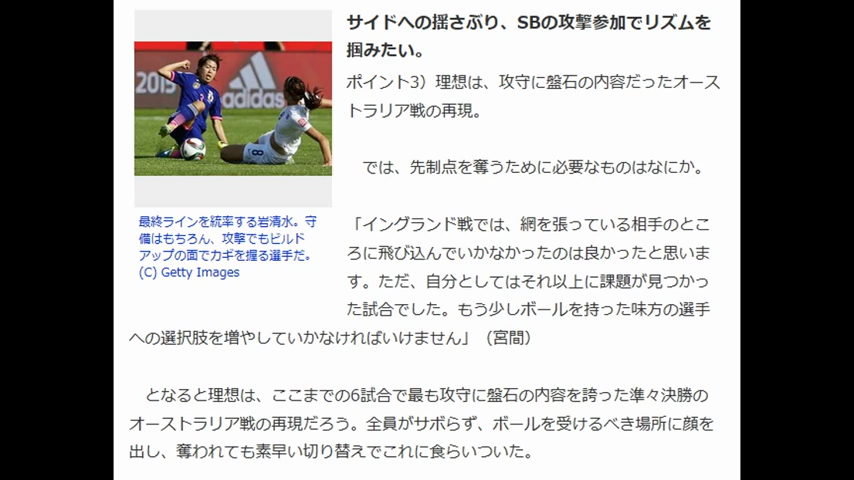 サイドへの揺さぶり、SBの攻撃参加でリズムを
掴みたい。
ポイント3）理想は、攻守に盤石の内容だったオース
トラリア戦の再現。
では、先制点を奪うために必要なものはなにか。
「イングランド戦では、網を張っている相手のとこ
ろに飛び込んでいかなかったのは良かったと思いま
す。ただ、自分としてはそれ以上に課題が見つかっ
た試合でした。もう少しボールを持った味方の選手
への選択肢を増やしていかなければいけません」（宮間）
となると理想は、ここまでの6試合で最も攻守に盤石の内容を誇った準々決勝の
オーストラリア戦の再現だろう。全員がサボらず、ボールを受けるべき場所に顔を
出し、奪われても素早い切り替えでこれに食らいついた。
2015
adidas
8
最終ラインを統率する岩清水。守
備はもちろん、攻撃でもビルド
アップの面でカギを握る選手だ。
(C) Getty Images